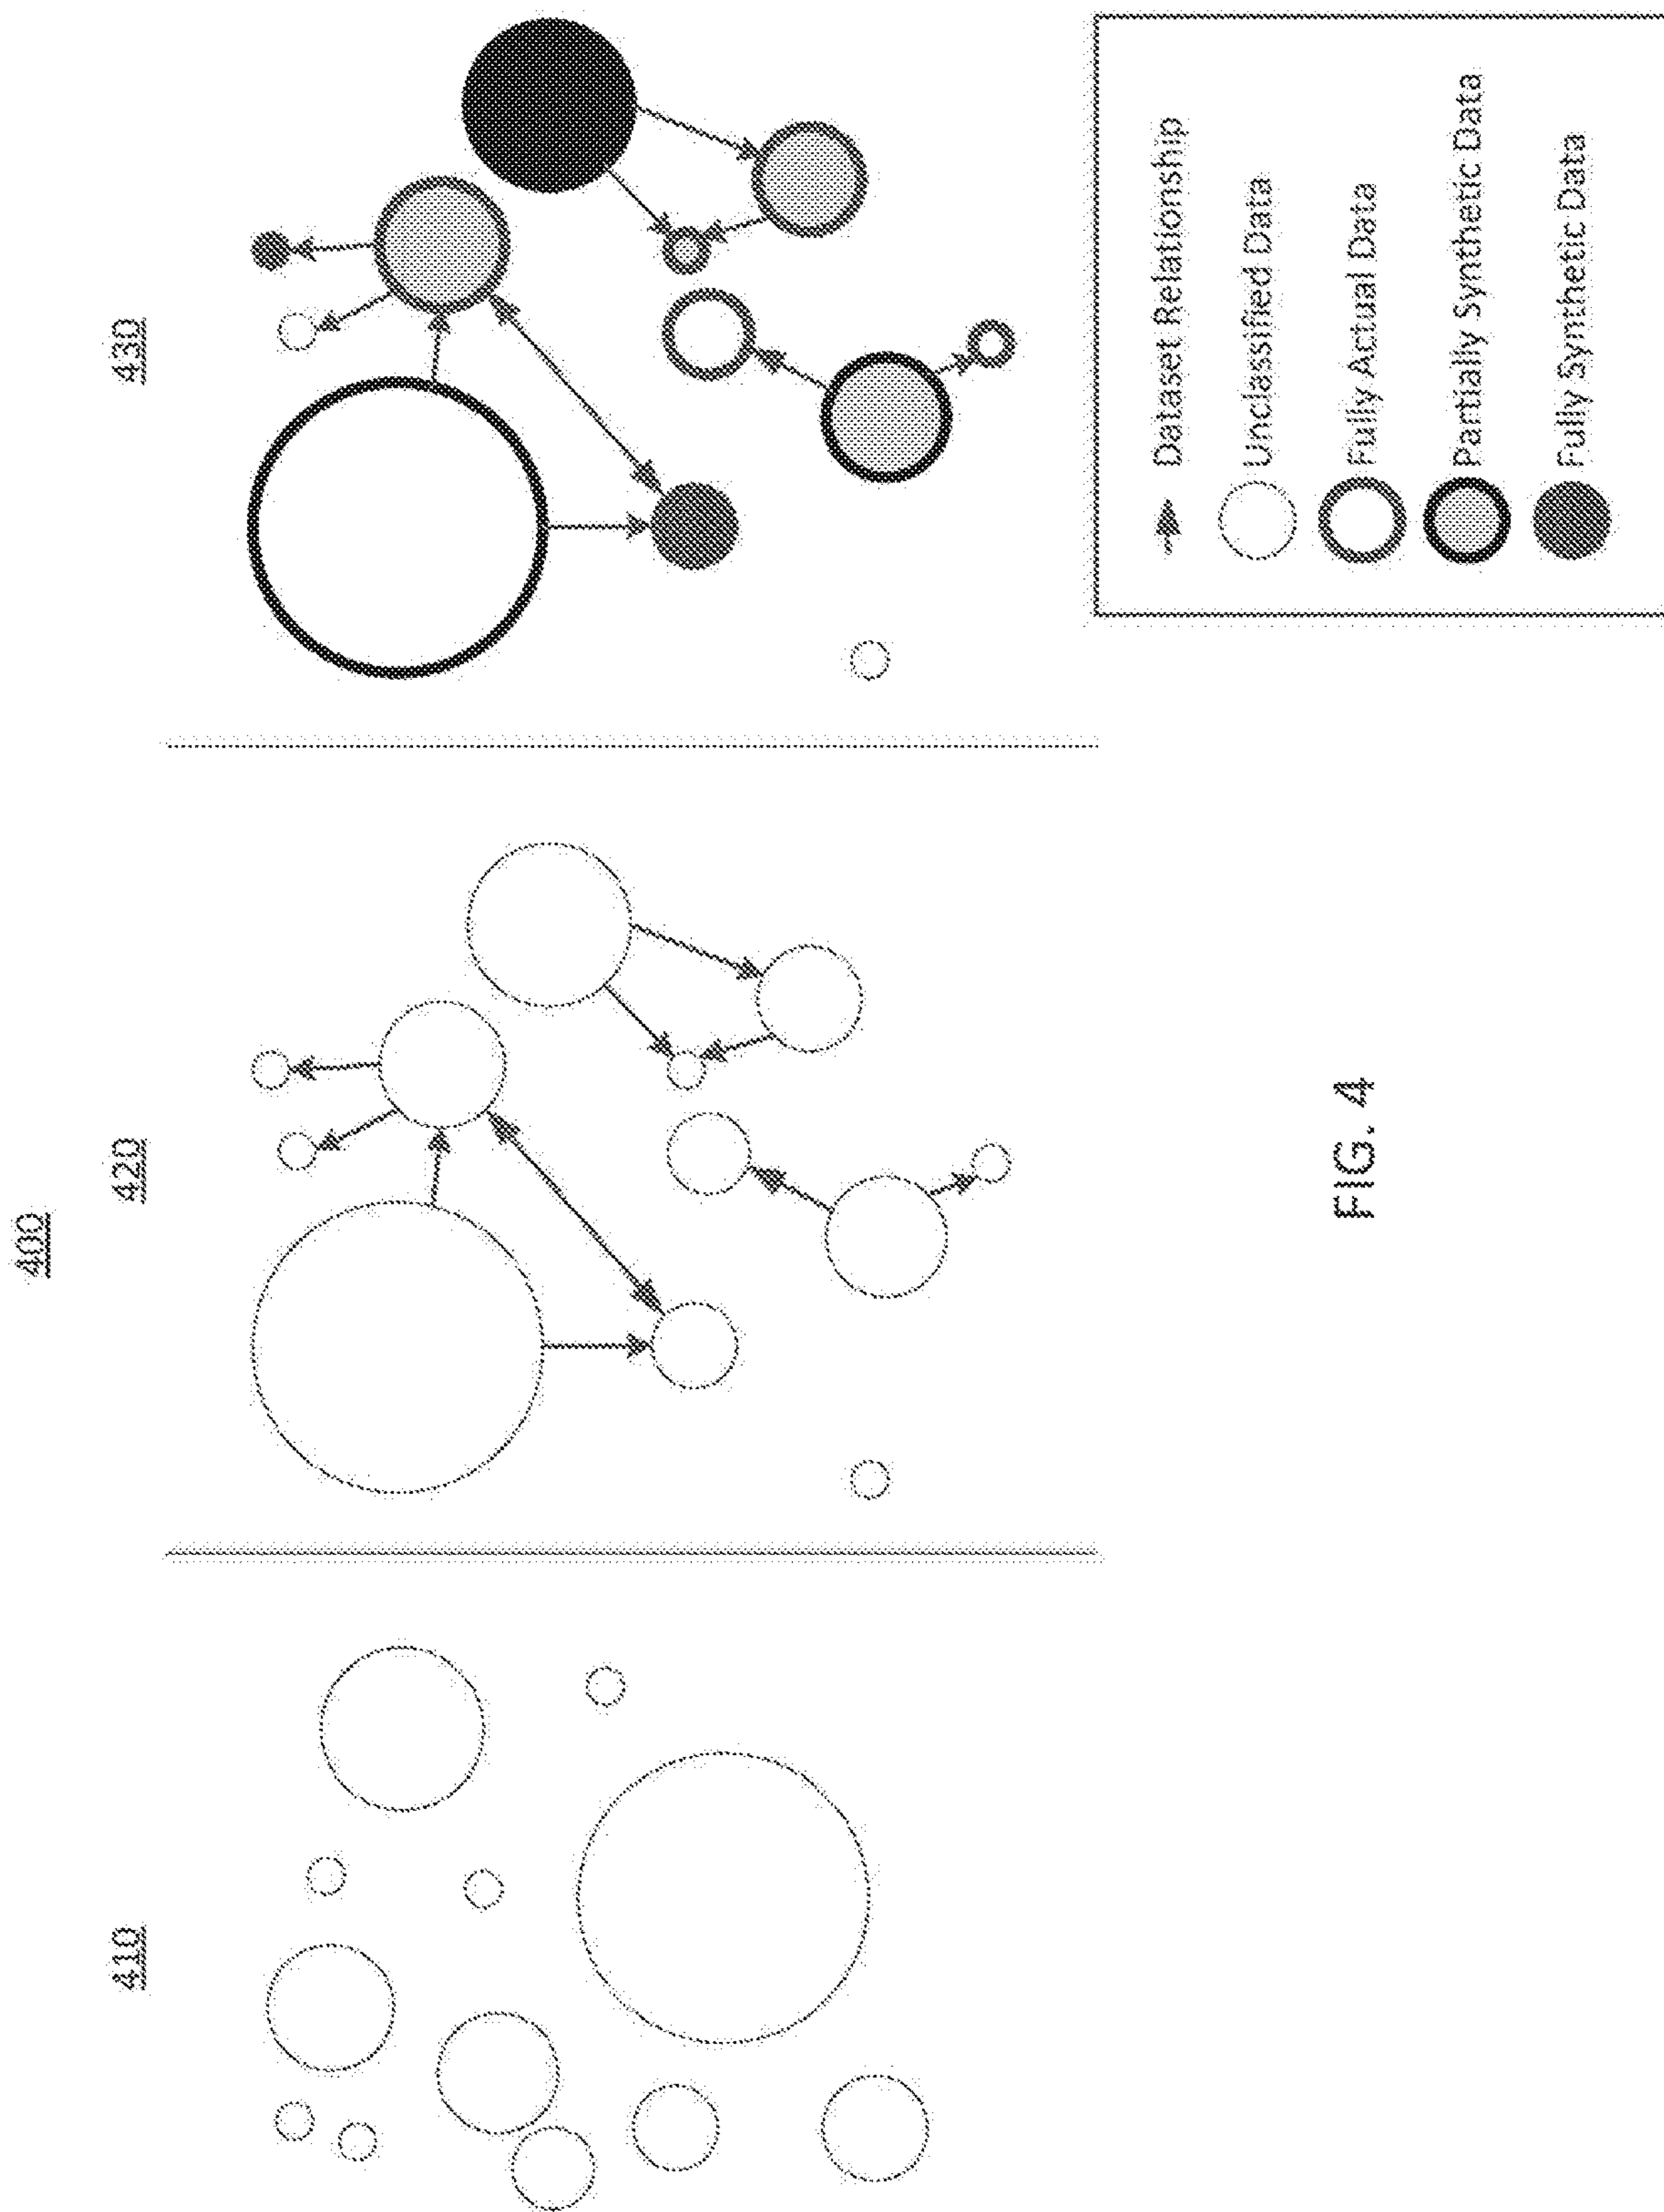 400
410
420
430
Dataset Relationship
Unclassified Data
Fully Actual Data
Partially Synthetic Data
Fully Synthetic Data
FIG. 4